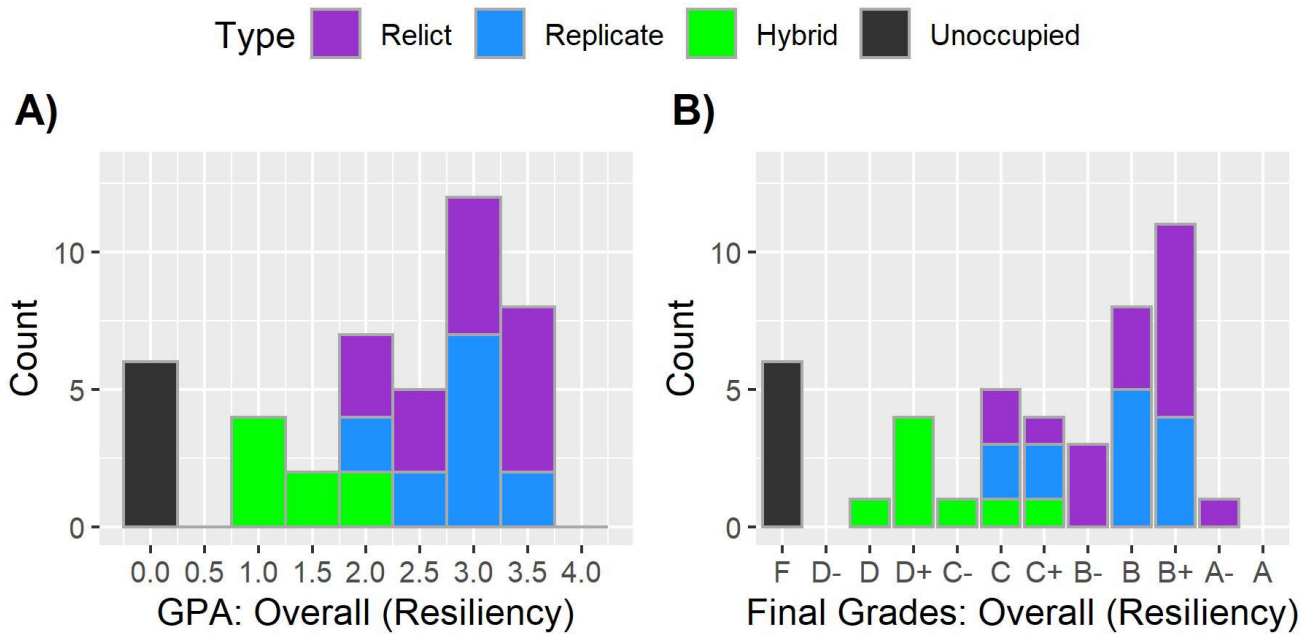 Type Relict Replicate Hybrid Unoccupied
A)
Count
10
5
0
0.0 0.5 1.0 1.5 2.0 2.5 3.0 3.5 4.0
GPA: Overall (Resiliency)
B)
Count
10
5
0
F D- D D+ C- C C+ B- B B+ A- A
Final Grades: Overall (Resiliency)